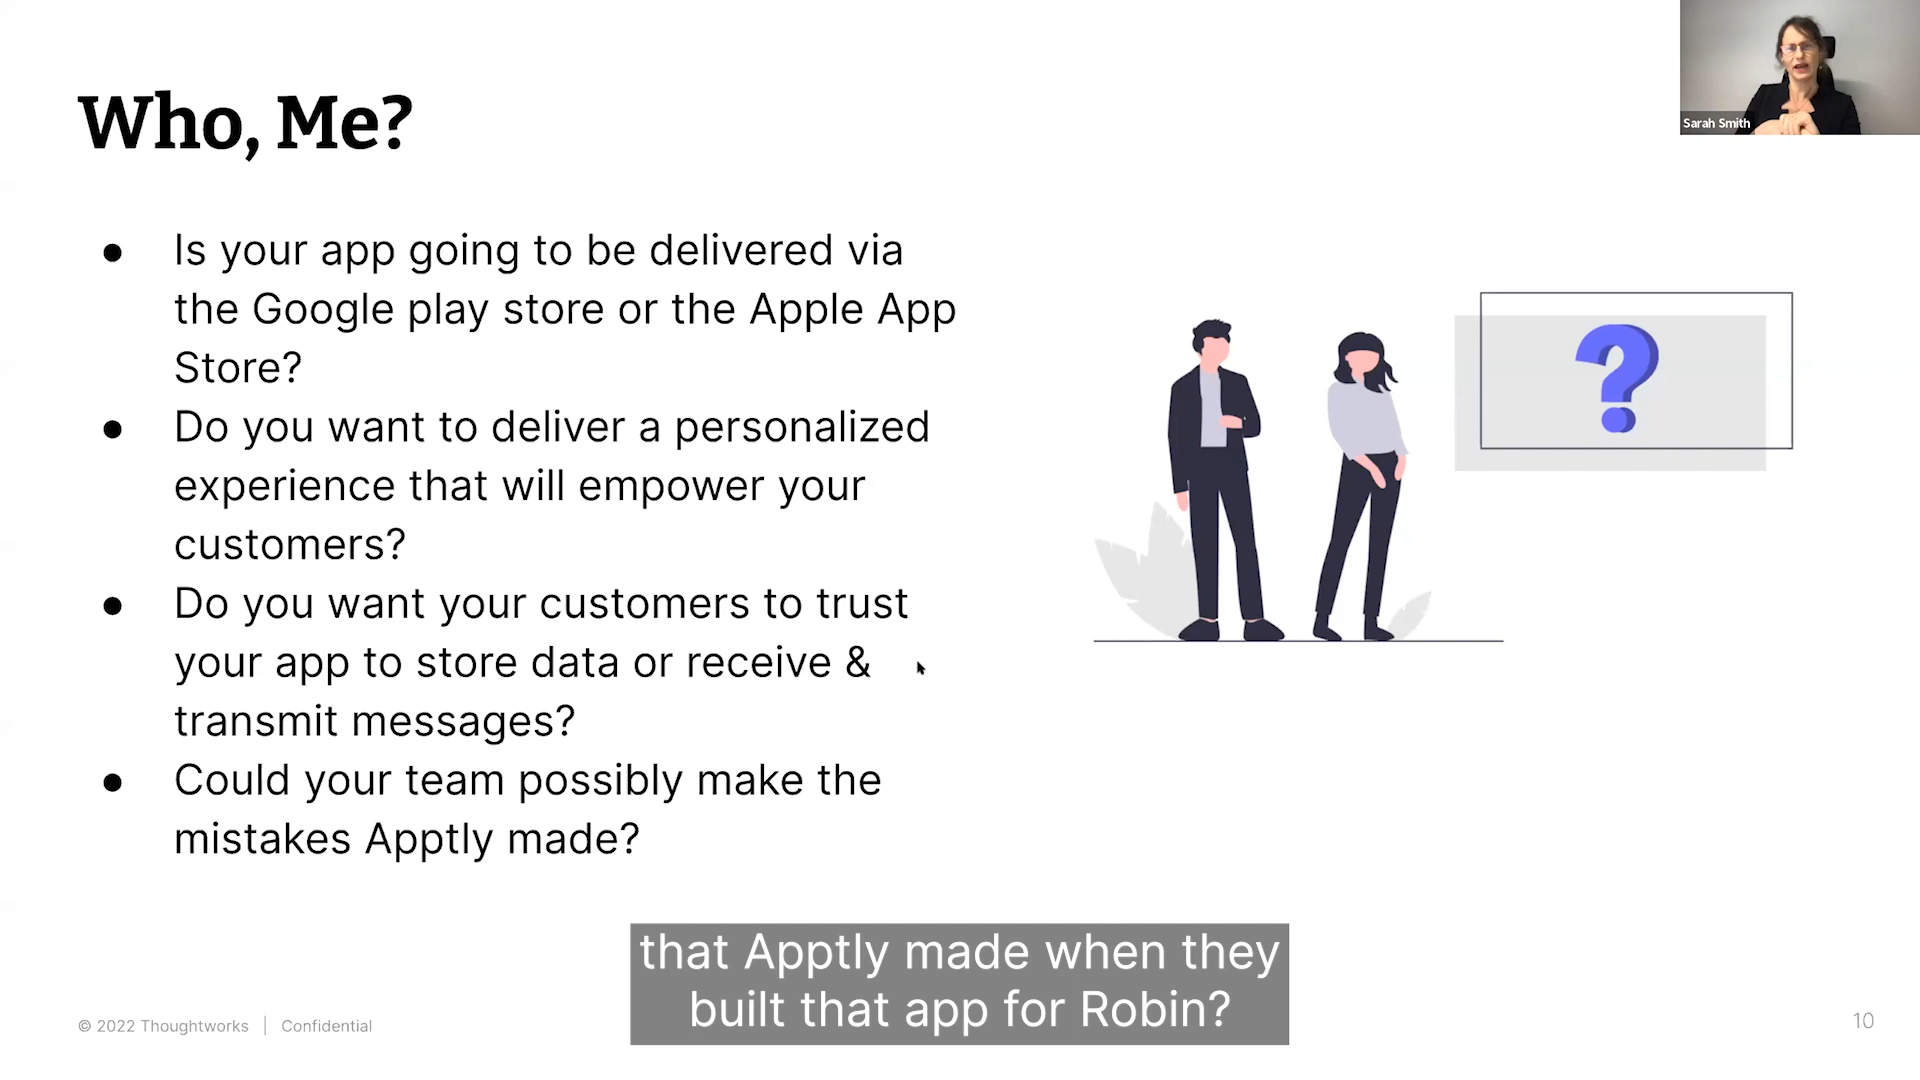 Sarah Smith
Who, Me?
● Is your app going to be delivered via
the Google play store or the Apple App
Store?
● Do you want to deliver a personalized
experience that will empower your
customers?
● Do you want your customers to trust
your app to store data or receive &
transmit messages?
● Could your team possibly make the
mistakes Apptly made?
?
that Apptly made when they
built that app for Robin?
© 2022 Thoughtworks | Confidential
10